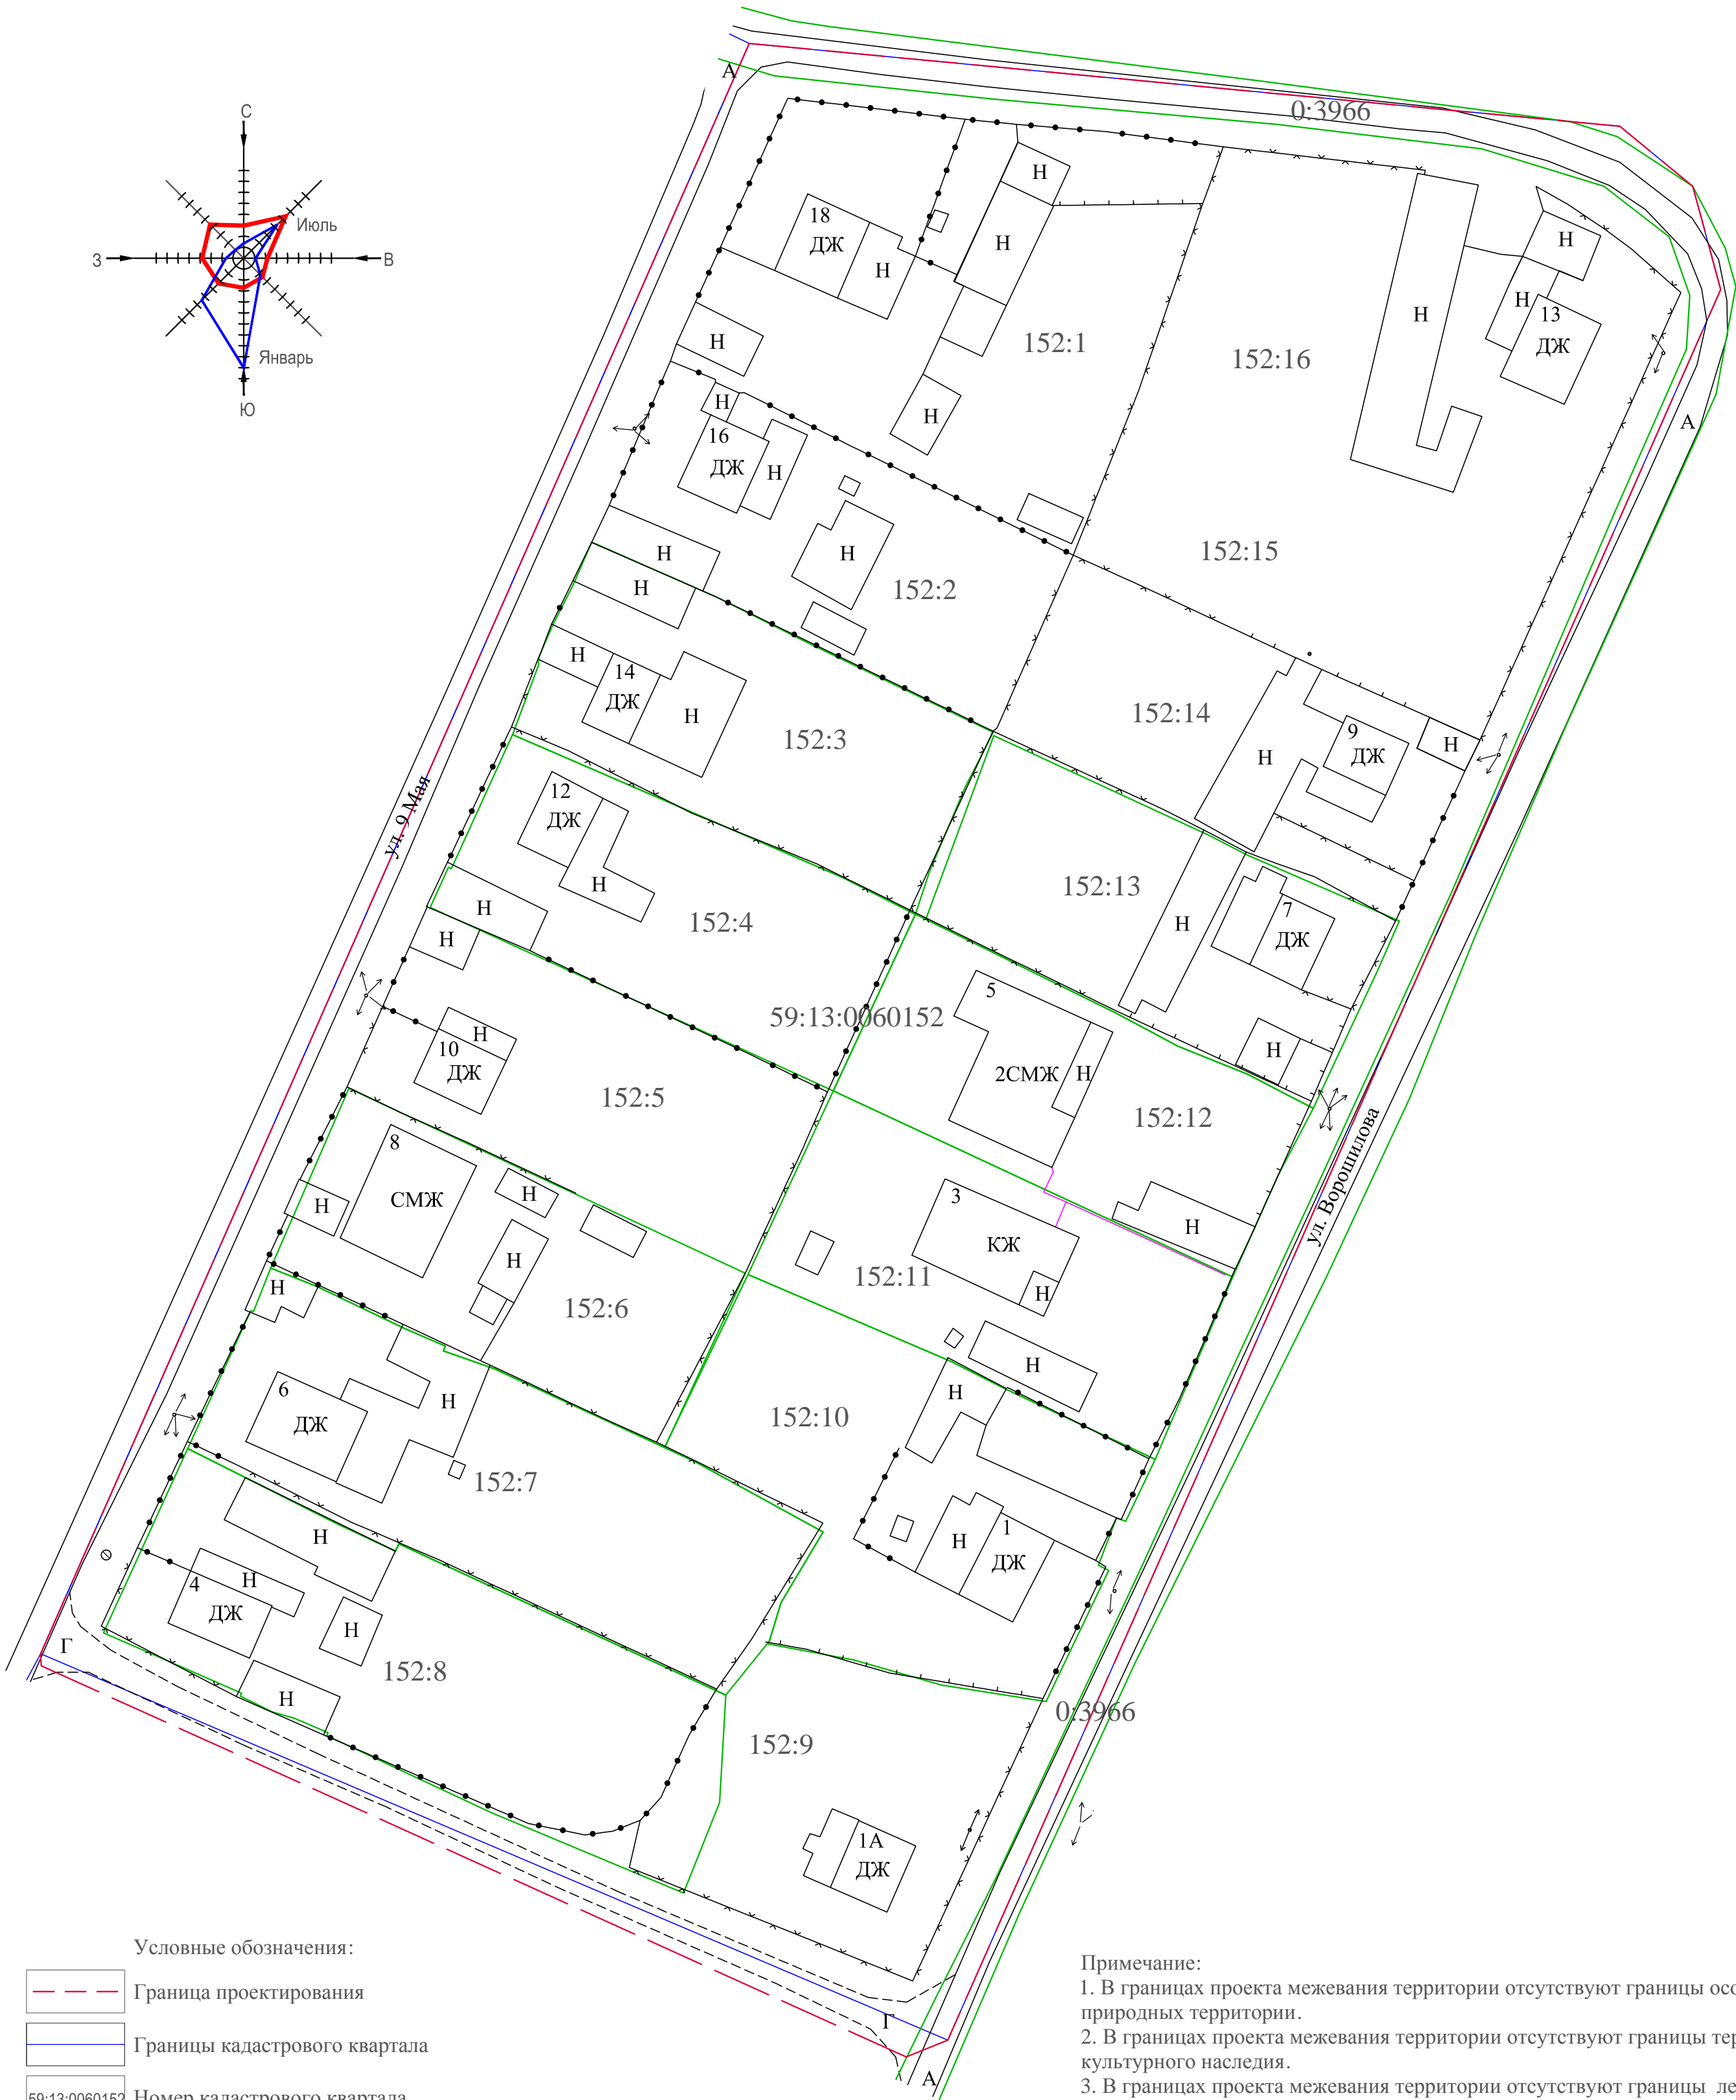 А
0:3966
С
Июль
З
В
Январь
Ю
Н
18
ДЖ
Н
Н
Н
13
ДЖ
Н
Н
Н
Н
152:1
152:16
А
Н
16
ДЖ
Н
Н
152:15
Н
Н
Н
152:2
Н
14
ДЖ
Н
152:3
152:14
Н
9
ДЖ
Н
ул. 9 Мая
12
ДЖ
Н
152:4
152:13
Н
7
ДЖ
Н
Н
59:13:0060152
5
2СМЖ
Н
Н
10
ДЖ
Н
152:5
152:12
ул. Ворошилова
8
СМЖ
Н
Н
Н
3
КЖ
Н
Н
152:11
152:6
Н
Н
6
ДЖ
Н
Н
152:10
152:7
Н
1
ДЖ
Н
4
ДЖ
Н
Н
Г
152:8
Н
0:3966
152:9
1А
ДЖ
Г
А
Условные обозначения:
Граница проектирования
Границы кадастрового квартала
59:13:0060152 Номер кадастрового квартала
Примечание:
1. В границах проекта межевания территории отсутствуют границы осо
природных территории.
2. В границах проекта межевания территории отсутствуют границы тер
культурного наследия.
3. В границах проекта межевания территории отсутствуют границы ле